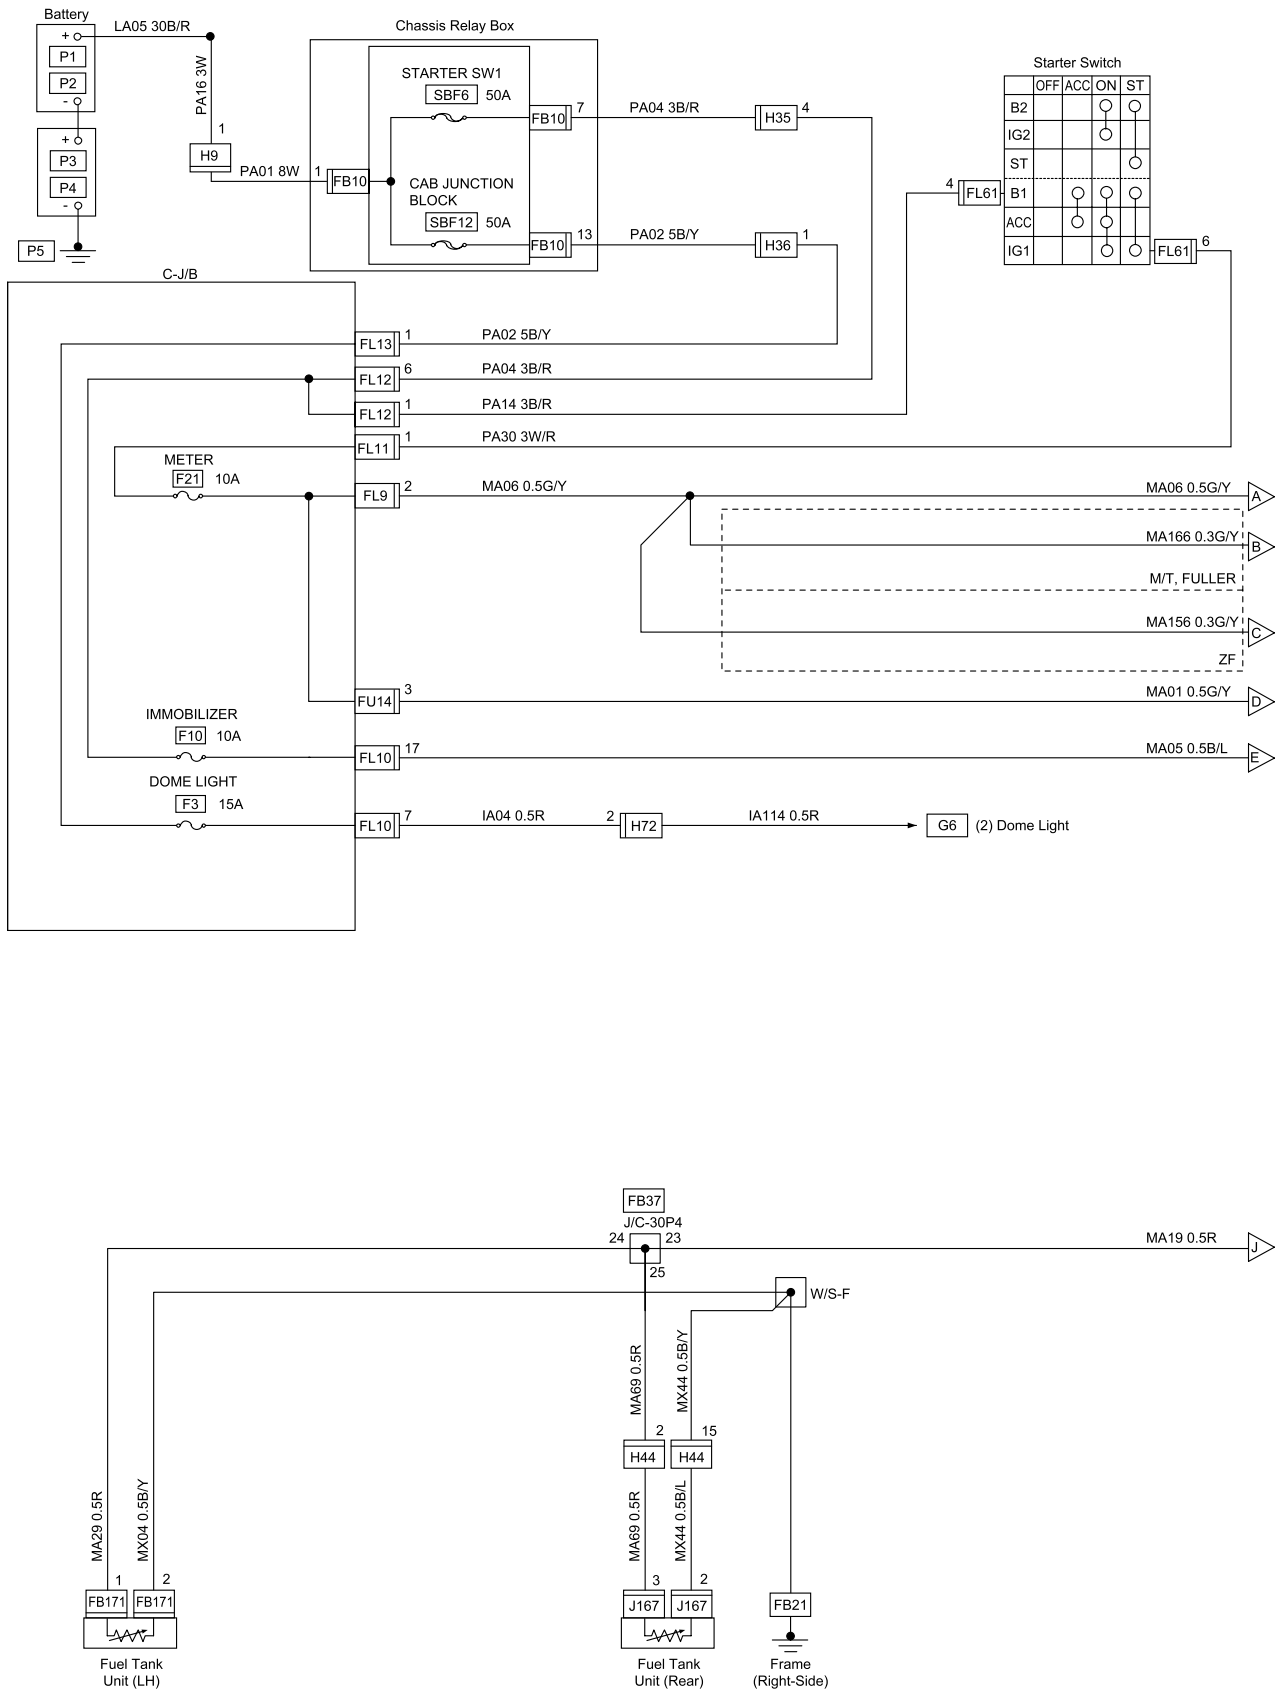 Battery
+
P1
P2
-
+
P3
P4
-
P5
LA05 30B/R
PA16 3W
1
H9
PA01 8W
1
FB10
Chassis Relay Box
STARTER SW1
SBF6 50A
FB10
7
CAB JUNCTION
BLOCK
SBF12 50A
FB10
13
PA04 3B/R
H35
4
PA02 5B/Y
H36
1
Starter Switch
OFF ACC ON ST
B2
IG2
ST
B1
ACC
IG1
4
FL61
FL61
6
C-J/B
FL13
1
PA02 5B/Y
FL12
6
PA04 3B/R
FL12
1
PA14 3B/R
FL11
1
PA30 3W/R
METER
F21 10A
FL9
2
MA06 0.5G/Y
MA06 0.5G/Y
A
MA166 0.3G/Y
B
M/T, FULLER
MA156 0.3G/Y
C
ZF
FU14
3
MA01 0.5G/Y
D
IMMOBILIZER
F10 10A
FL10
17
MA05 0.5B/L
E
DOME LIGHT
F3 15A
FL10
7
IA04 0.5R
2
H72
IA114 0.5R
G6 (2) Dome Light
FB37
J/C-30P4
24
23
25
MA19 0.5R
J
W/S-F
MA69 0.5R
MX44 0.5B/Y
2
H44
15
H44
MA29 0.5R
MX04 0.5B/Y
MA69 0.5R
MX44 0.5B/L
1
FB171
2
FB171
3
J167
2
J167
FB21
Fuel Tank
Unit (LH)
Fuel Tank
Unit (Rear)
Frame
(Right-Side)